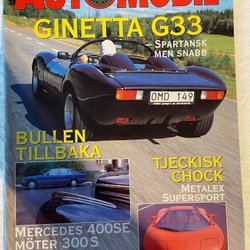 AUTOMOBIL
GINETTA G33
SPARTANSK
MEN SNABB
OMD 149
BULLEN
TILLBAKA
TJECKISK
CHOCK
METALEX
SUPERSPORT
MERCEDES 400SE
MÖTER 300S